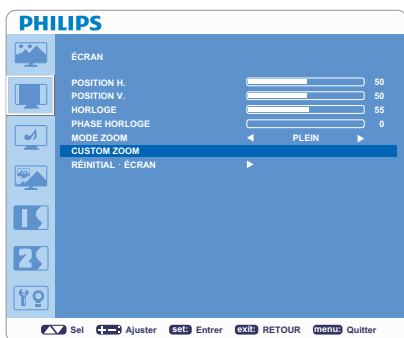 PHILIPS
ÉCRAN
POSITION H. 50
POSITION V. 50
HORLOGE 55
PHASE HORLOGE 0
MODE ZOOM PLEIN
CUSTOM ZOOM
RÉINITIAL · ÉCRAN
Sel Ajuster set: Entrer exit: RETOUR menu: Quitter